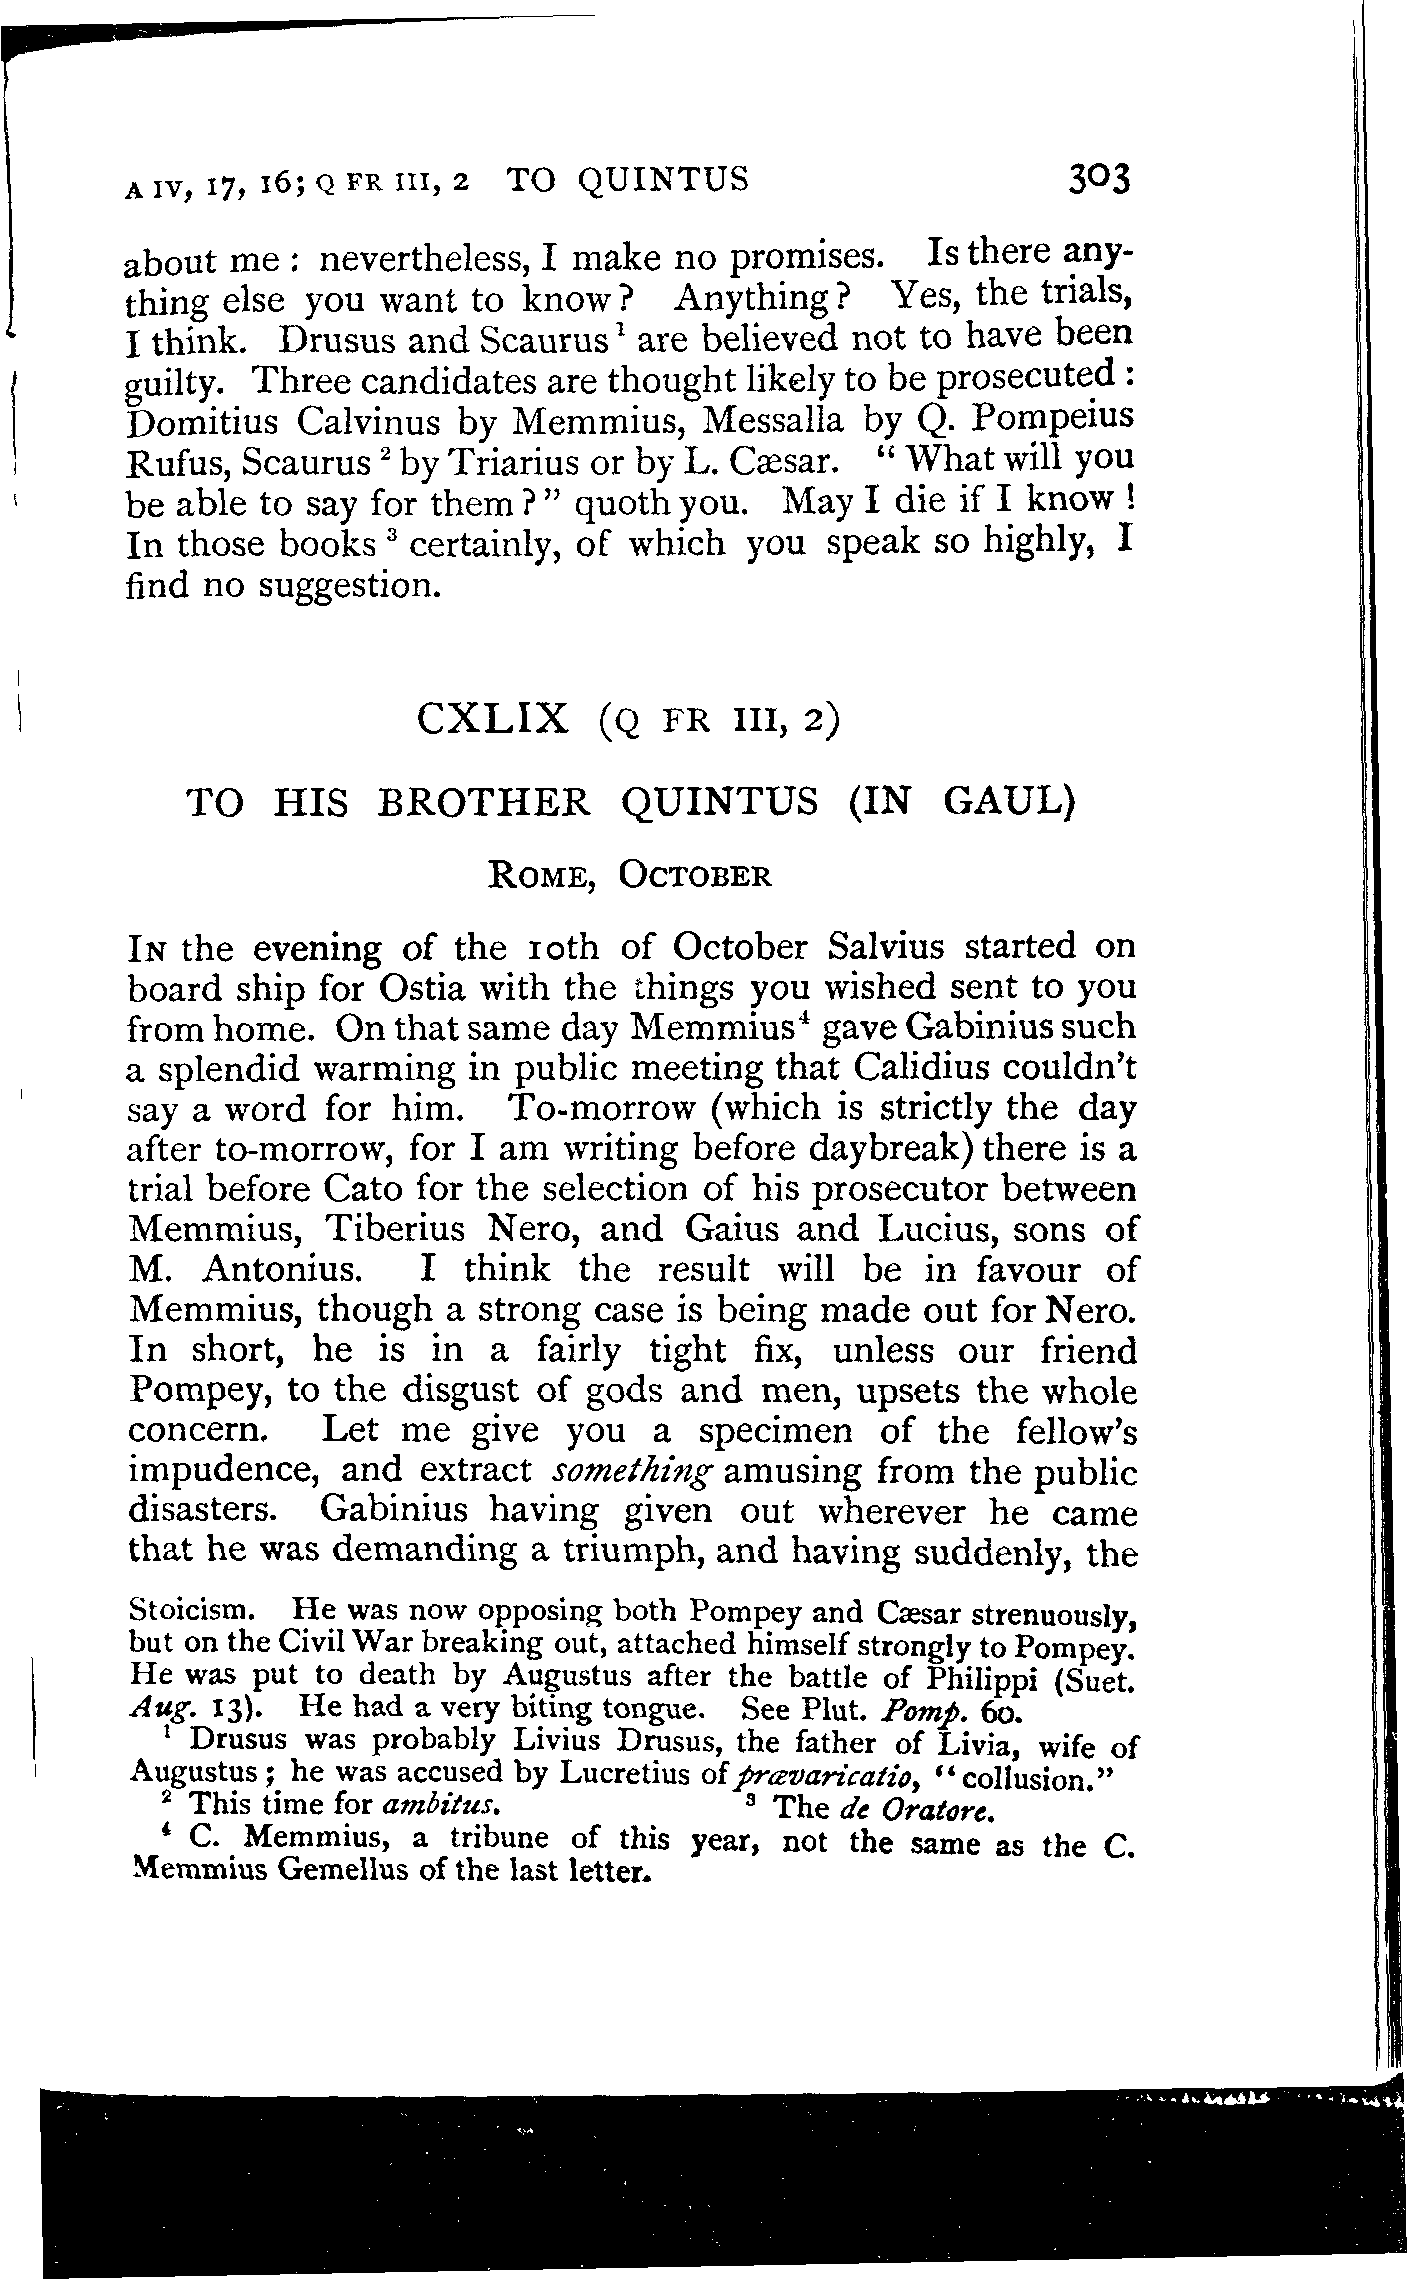 A IV, 17, 16; Q FR III, 2 TO QUINTUS 303
about me : nevertheless, I make no promises. Is there any-
thing else you want to know? Anything? Yes, the trials,
I think. Drusus and Scaurus¹ are believed not to have been
guilty. Three candidates are thought likely to be prosecuted :
Domitius Calvinus by Memmius, Messalla by Q. Pompeius
Rufus, Scaurus² by Triarius or by L. Cæsar. “What will you
be able to say for them?” quoth you. May I die if I know!
In those books³ certainly, of which you speak so highly, I
find no suggestion.
CXLIX (Q FR III, 2)
TO HIS BROTHER QUINTUS (IN GAUL)
ROME, OCTOBER
IN the evening of the 10th of October Salvius started on
board ship for Ostia with the things you wished sent to you
from home. On that same day Memmius⁴ gave Gabinius such
a splendid warming in public meeting that Calidius couldn't
say a word for him. To-morrow (which is strictly the day
after to-morrow, for I am writing before daybreak) there is a
trial before Cato for the selection of his prosecutor between
Memmius, Tiberius Nero, and Gaius and Lucius, sons of
M. Antonius. I think the result will be in favour of
Memmius, though a strong case is being made out for Nero.
In short, he is in a fairly tight fix, unless our friend
Pompey, to the disgust of gods and men, upsets the whole
concern. Let me give you a specimen of the fellow's
impudence, and extract something amusing from the public
disasters. Gabinius having given out wherever he came
that he was demanding a triumph, and having suddenly, the
Stoicism. He was now opposing both Pompey and Cæsar strenuously,
but on the Civil War breaking out, attached himself strongly to Pompey.
He was put to death by Augustus after the battle of Philippi (Suet.
Aug. 13). He had a very biting tongue. See Plut. Pomp. 60.
¹ Drusus was probably Livius Drusus, the father of Livia, wife of
Augustus; he was accused by Lucretius of prævaricatio, “collusion.”
² This time for ambitus. ³ The de Oratore.
⁴ C. Memmius, a tribune of this year, not the same as the C.
Memmius Gemellus of the last letter.